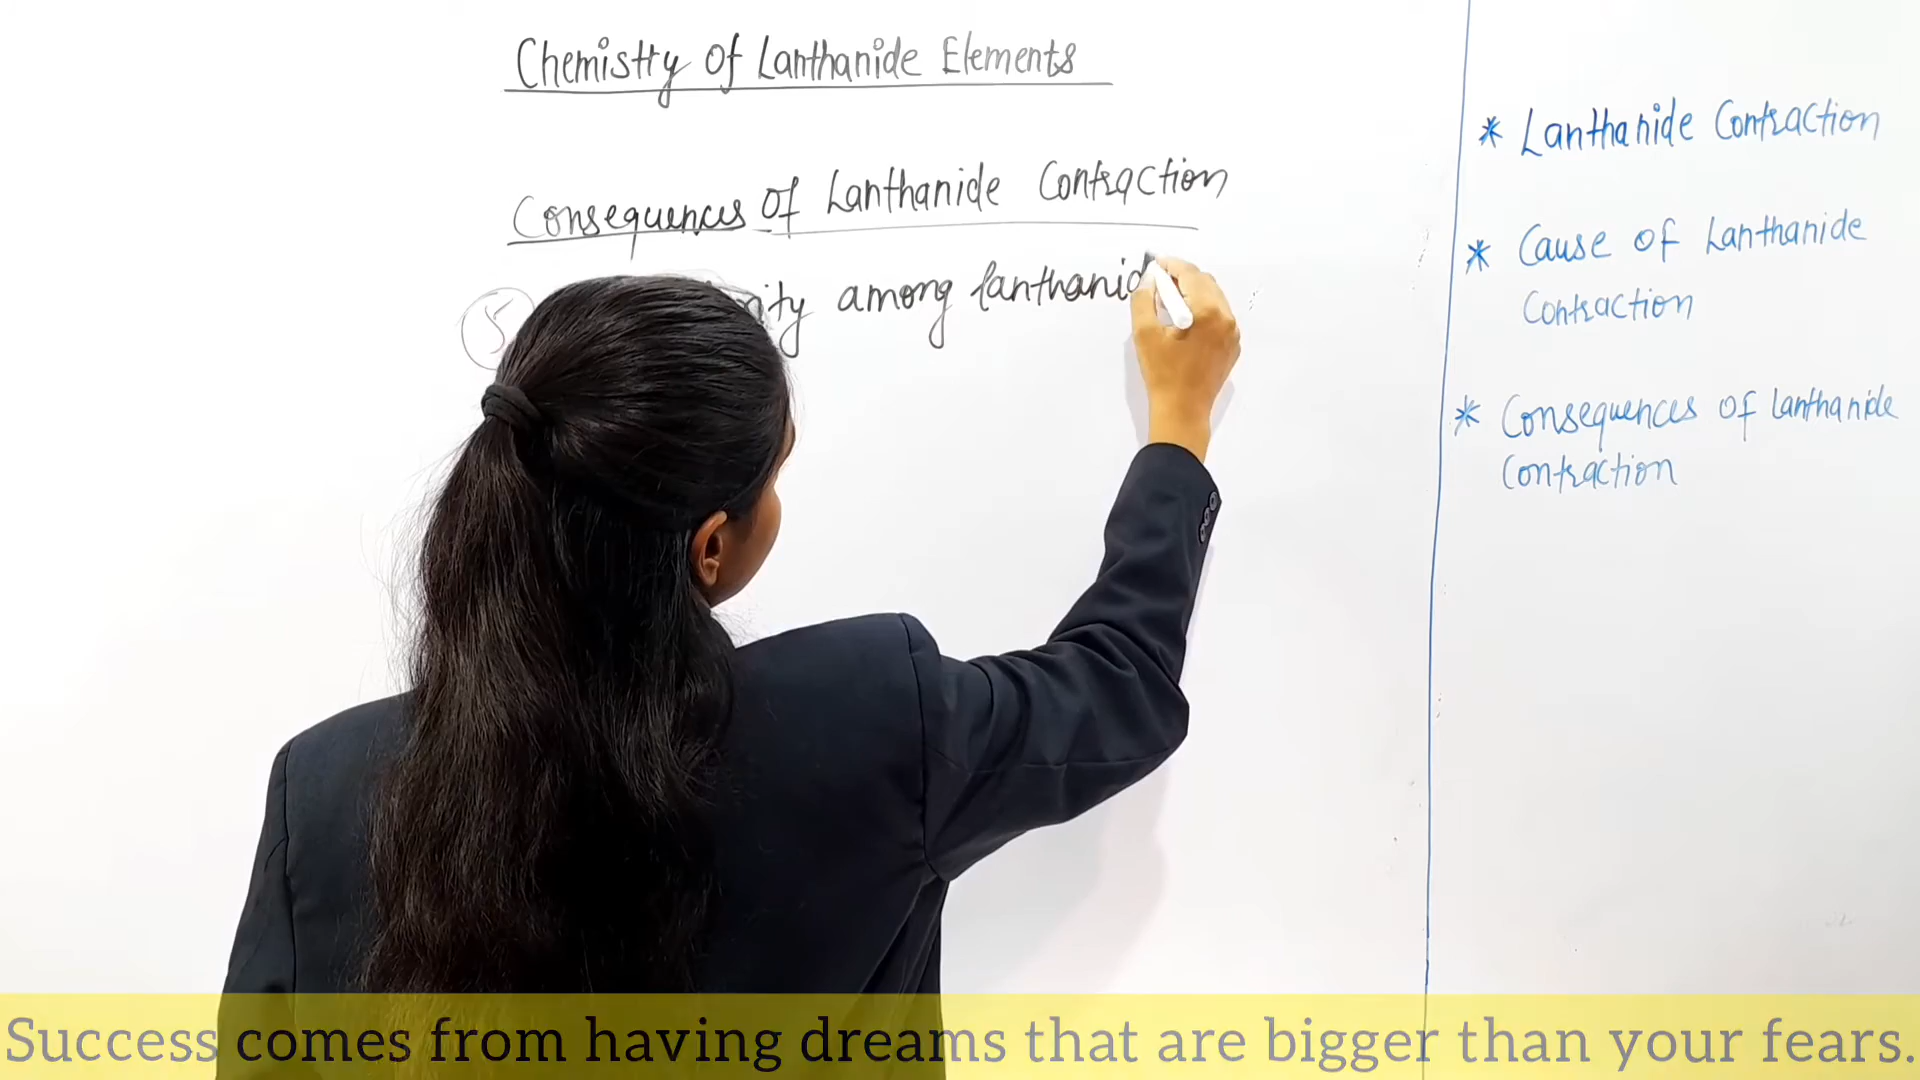 Chemistry Of Lanthanide Elements
Consequences Of Lanthanide Contraction
5 among lanthanid
* Lanthanide Contraction
* Cause of Lanthanide
Contraction
* Consequences of lanthanide
Contraction
Success comes from having dreams that are bigger than your fears.